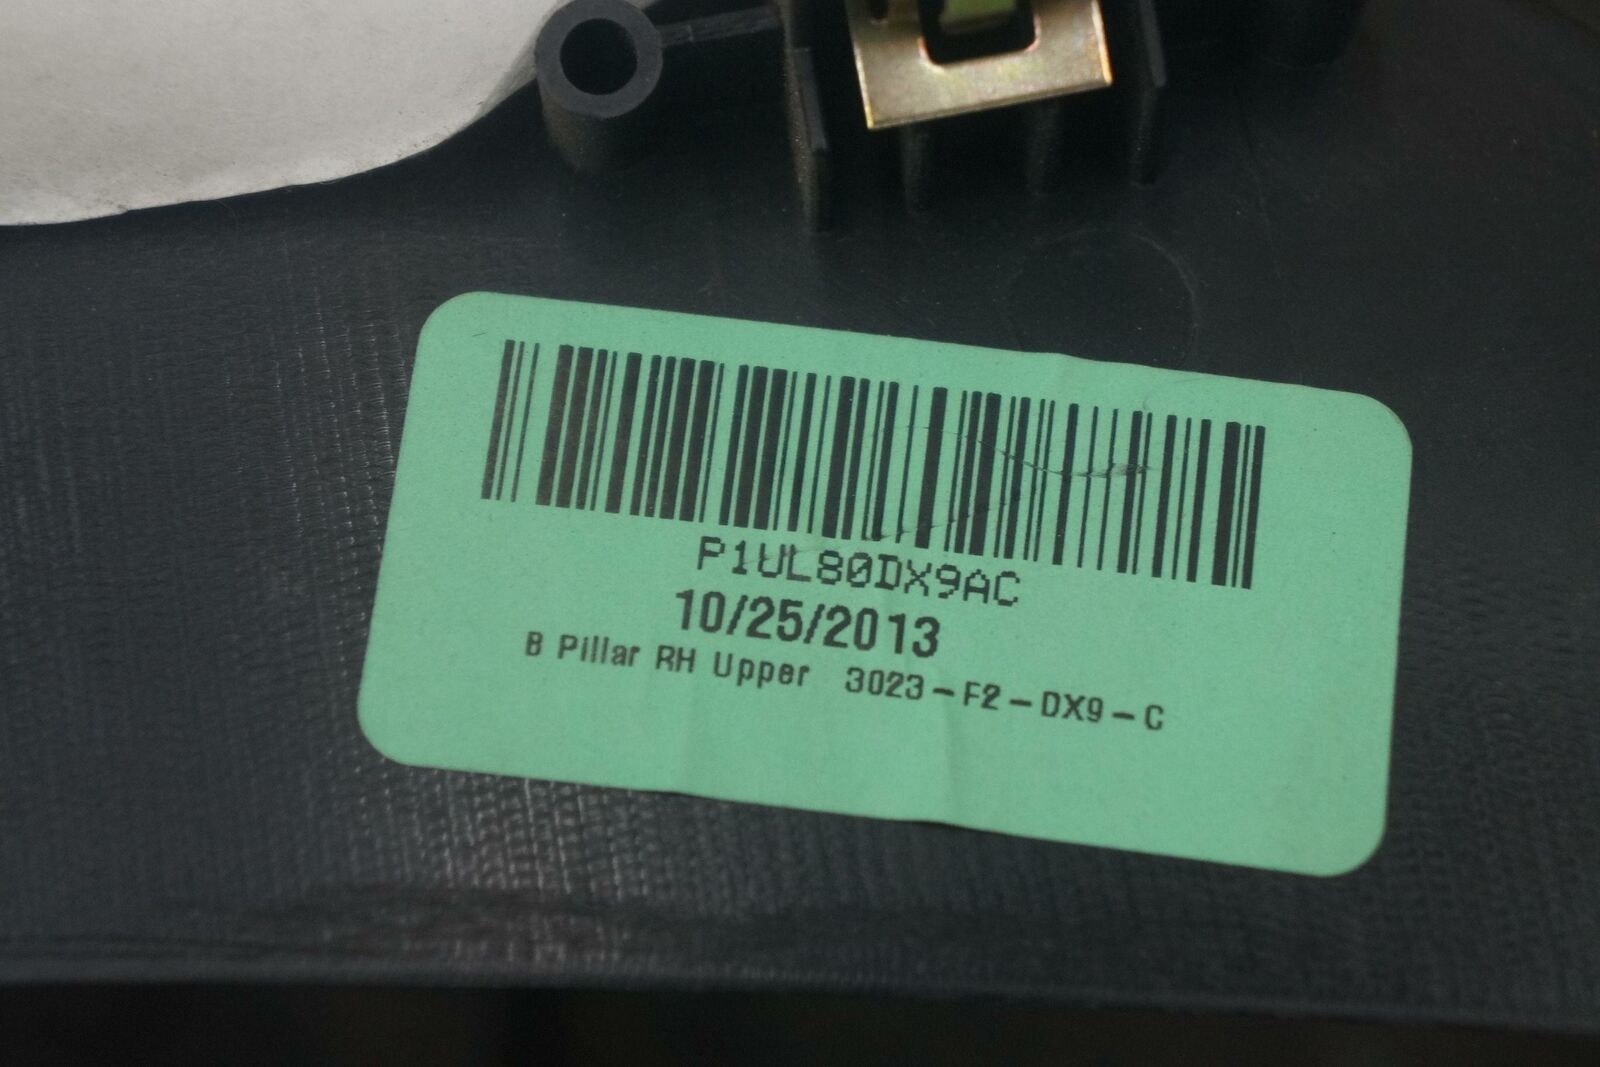 P1UL80DX9AC
10/25/2013
B Pillar RH Upper 3023-F2-DX9-C